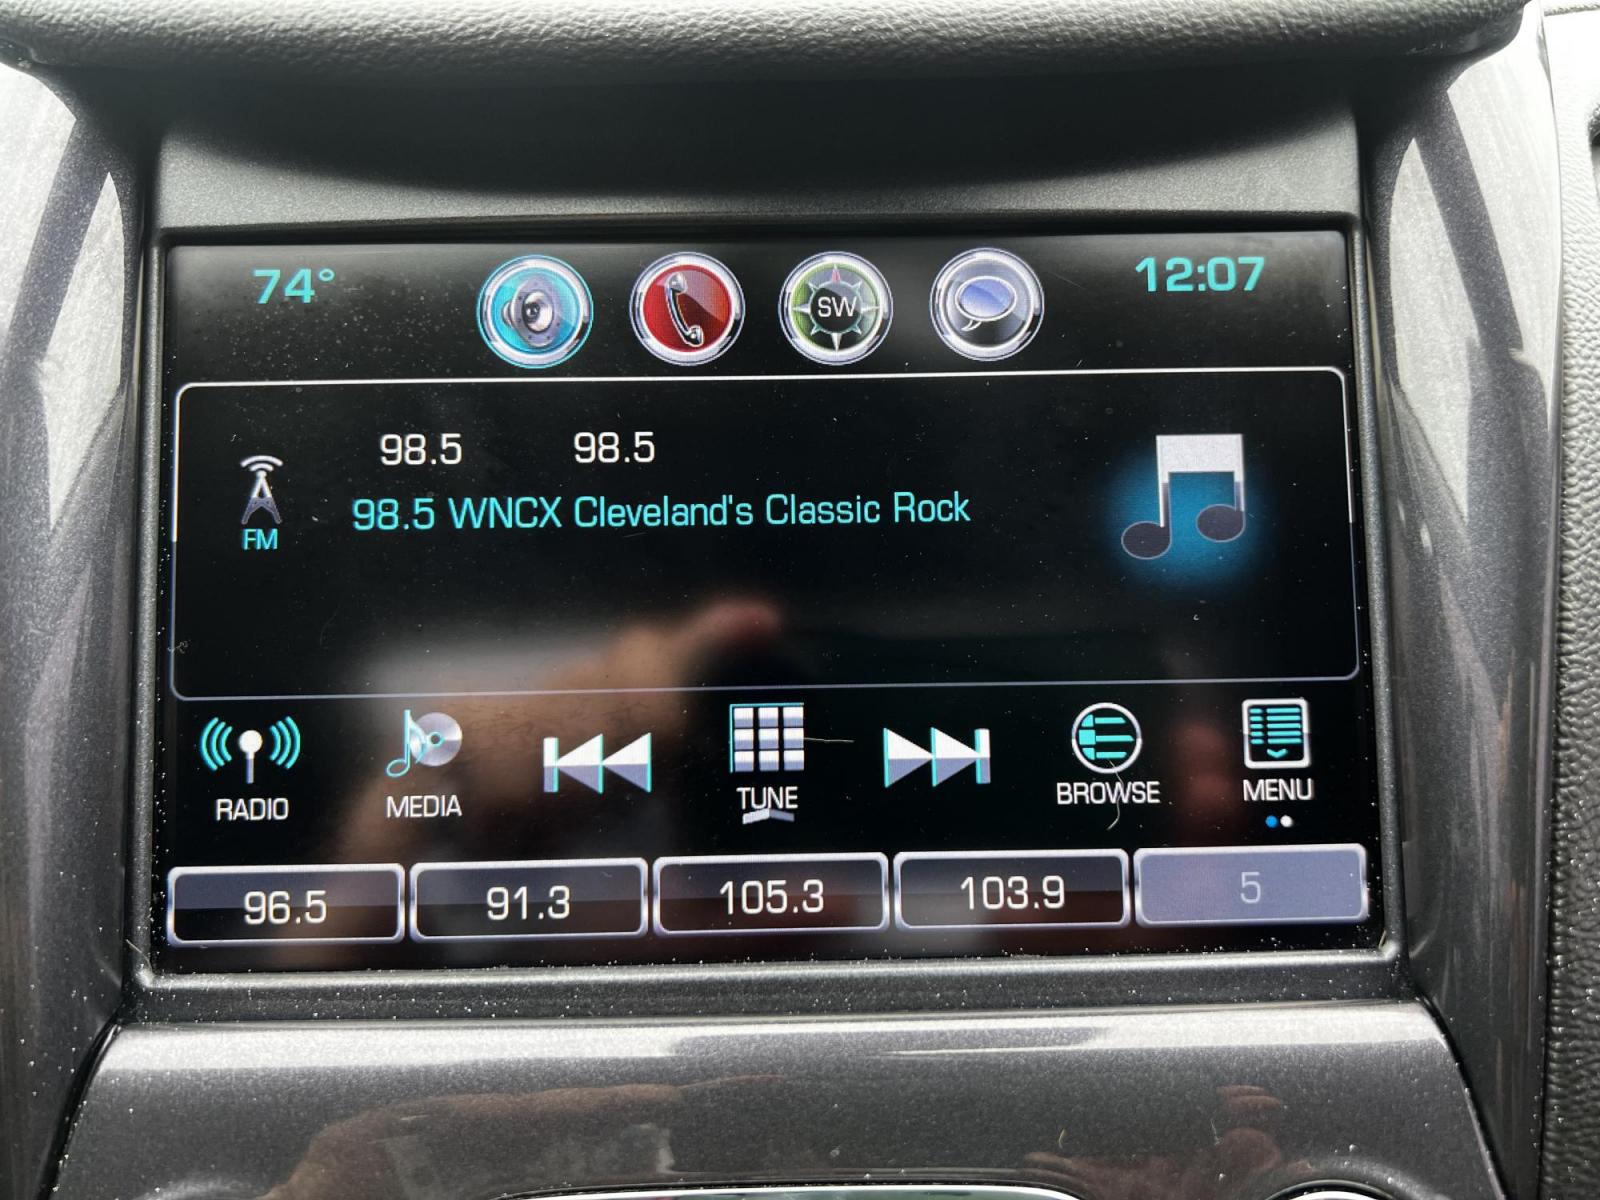 74° SW 12:07
98.5 98.5
98.5 WNCX Cleveland's Classic Rock
FM
RADIO MEDIA TUNE BROWSE MENU
96.5 91.3 105.3 103.9 5